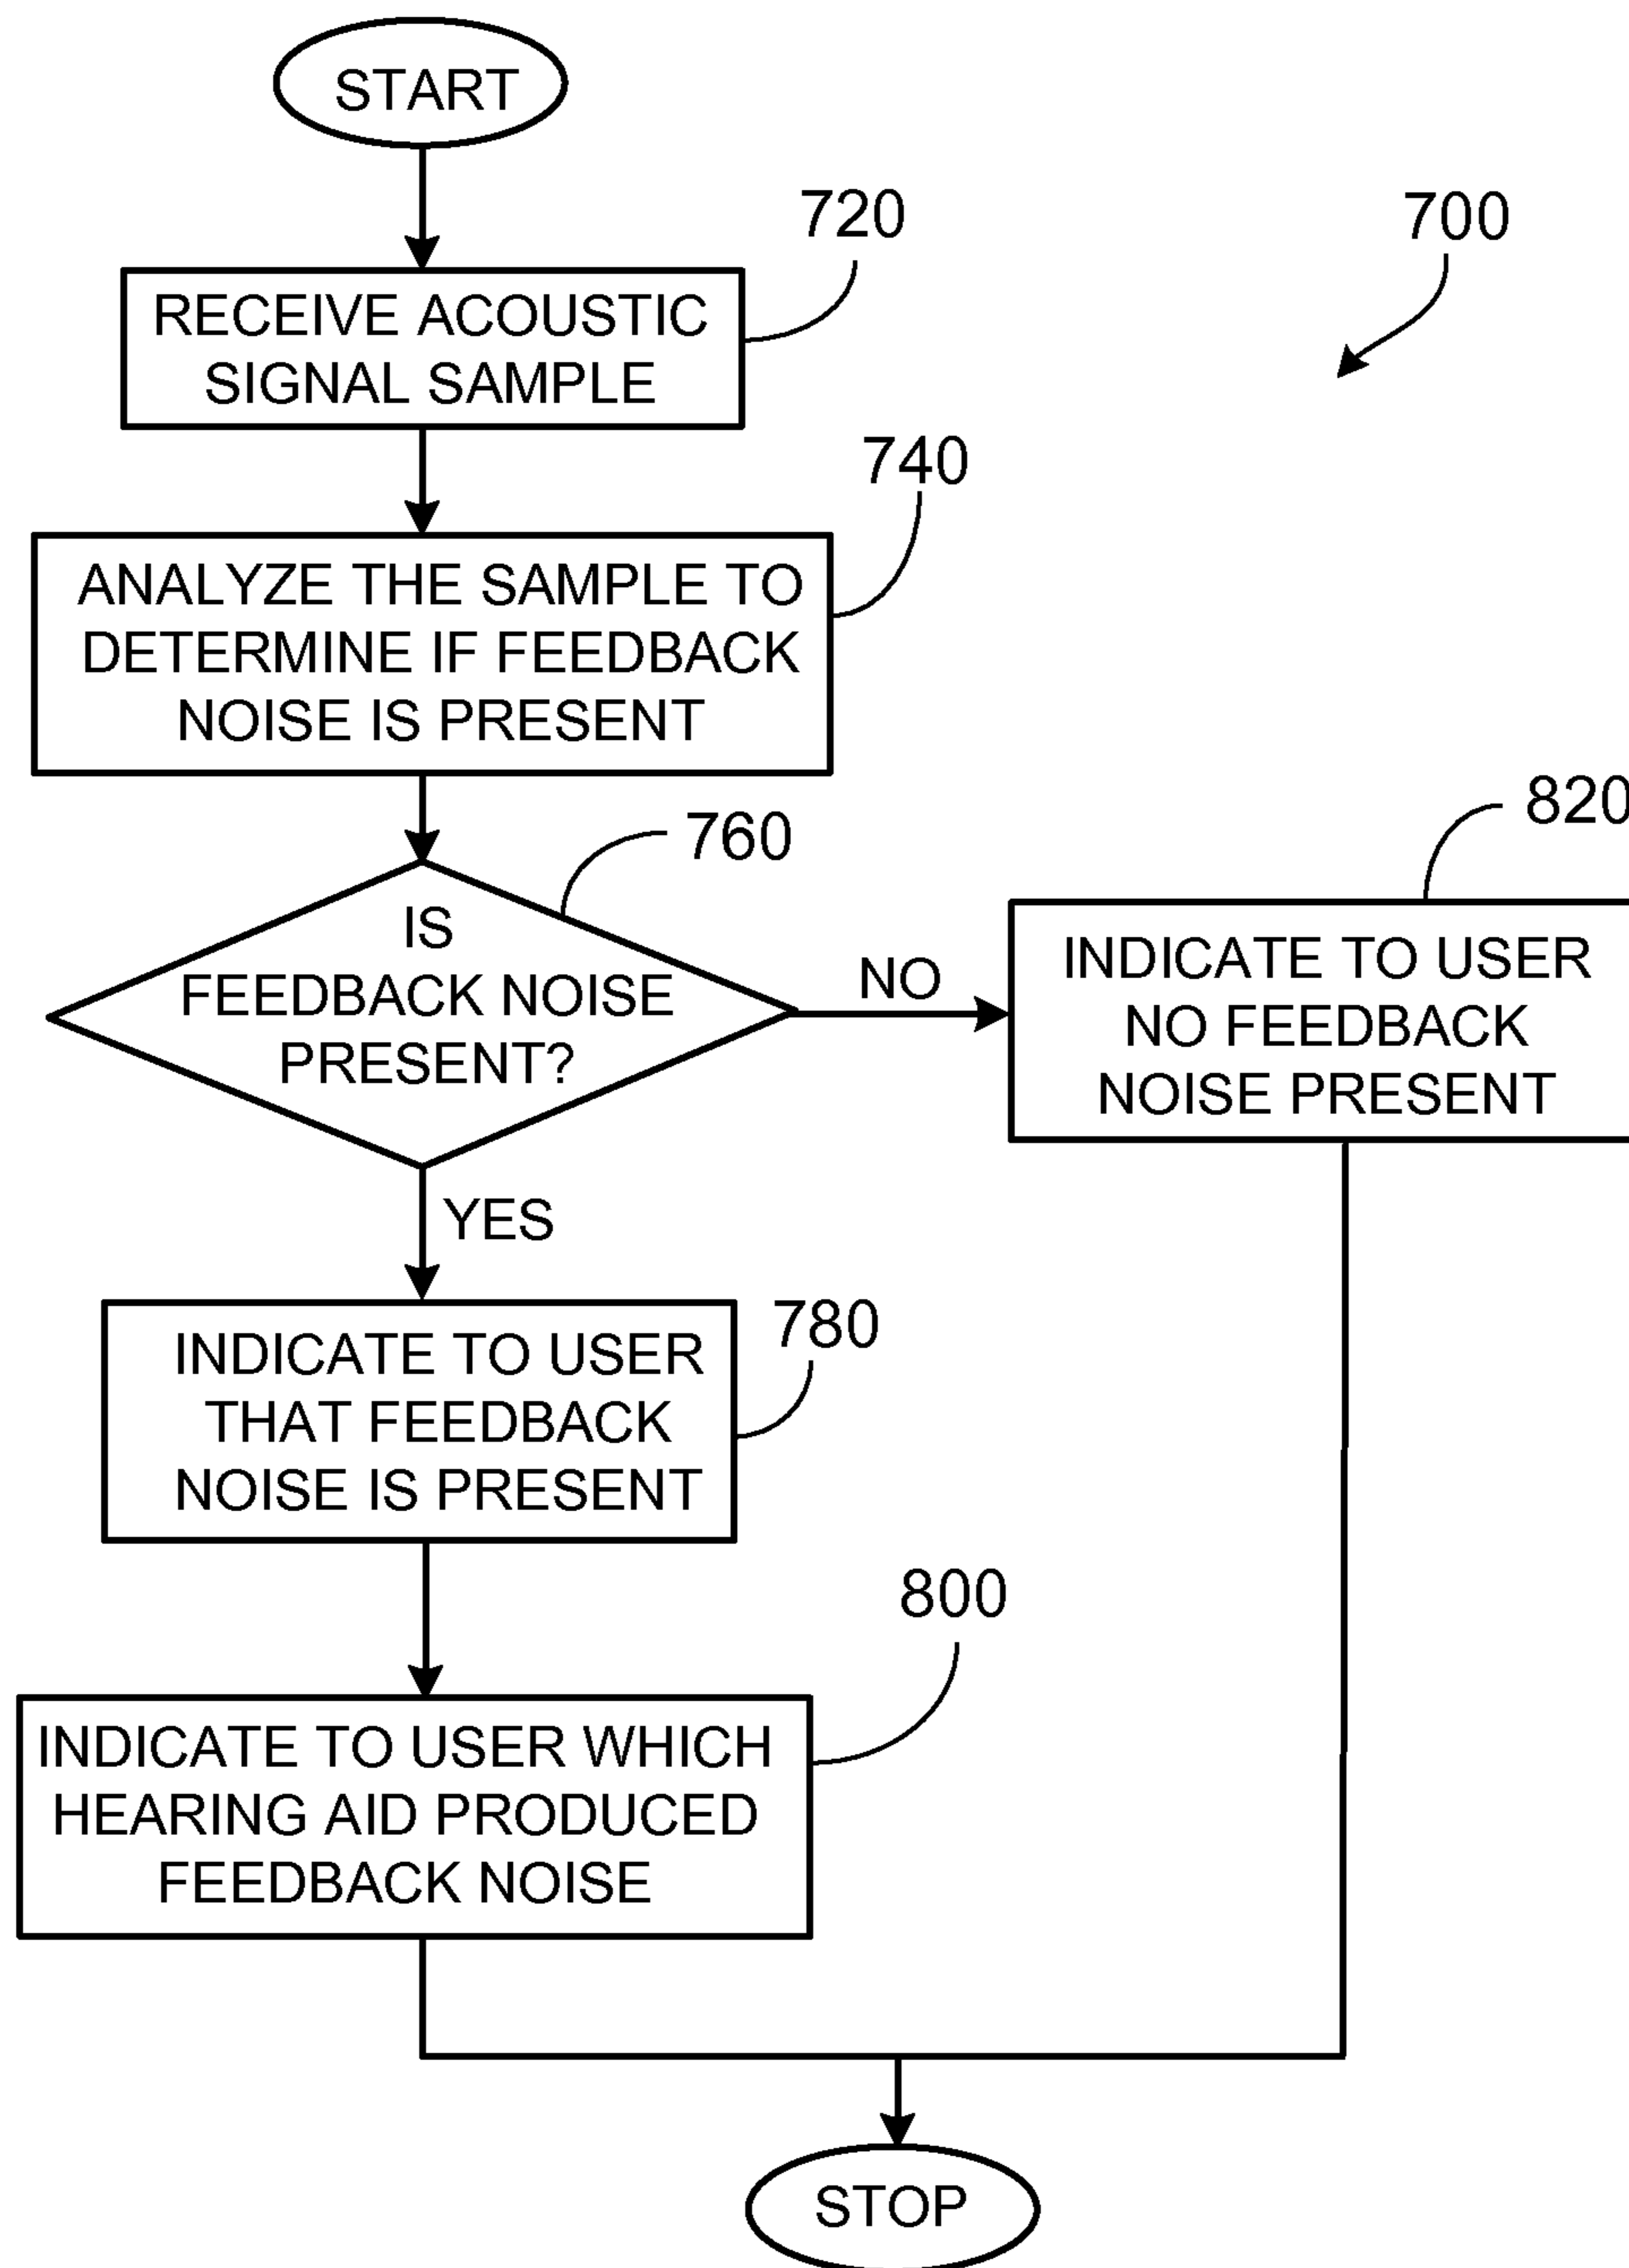 START
720
700
RECEIVE ACOUSTIC
SIGNAL SAMPLE
740
ANALYZE THE SAMPLE TO
DETERMINE IF FEEDBACK
NOISE IS PRESENT
760
820
IS
FEEDBACK NOISE
PRESENT?
NO
INDICATE TO USER
NO FEEDBACK
NOISE PRESENT
YES
780
INDICATE TO USER
THAT FEEDBACK
NOISE IS PRESENT
800
INDICATE TO USER WHICH
HEARING AID PRODUCED
FEEDBACK NOISE
STOP